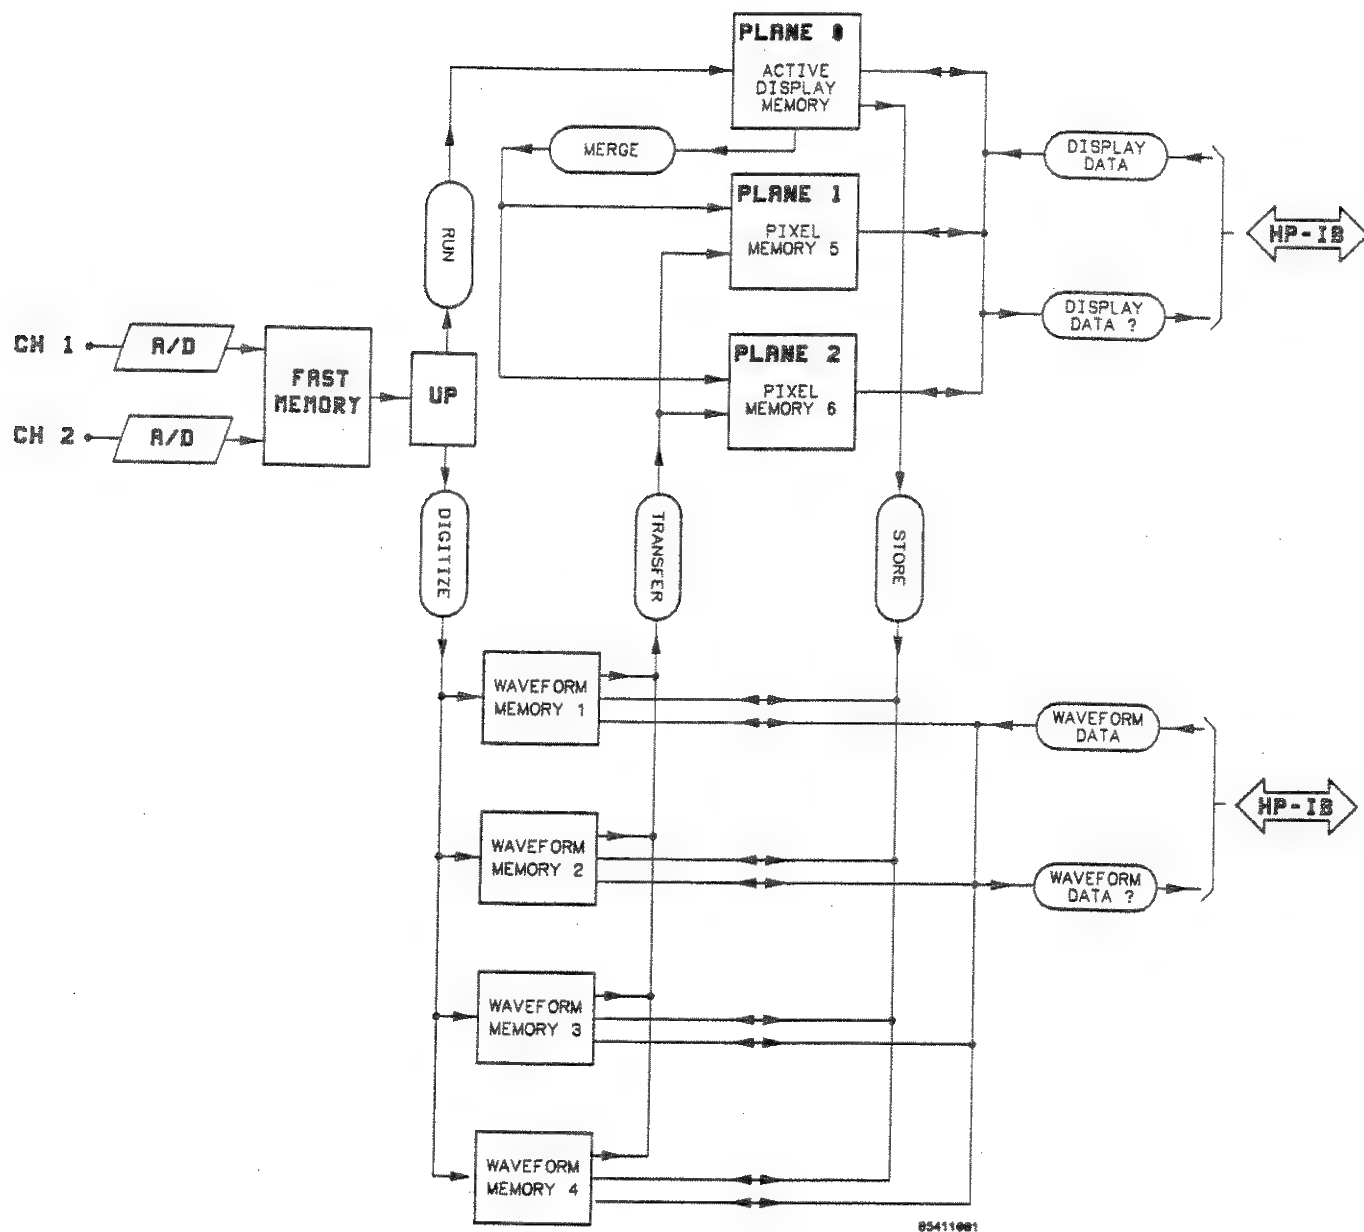 PLANE 0
ACTIVE
DISPLAY
MEMORY
MERGE
DISPLAY
DATA
PLANE 1
PIXEL
MEMORY 5
RUN
HP-IB
DISPLAY
DATA ?
CH 1
A/D
FAST
MEMORY
UP
PLANE 2
PIXEL
MEMORY 6
CH 2
A/D
DIGITIZE
TRANSFER
STORE
WAVEFORM
MEMORY 1
WAVEFORM
DATA
HP-IB
WAVEFORM
MEMORY 2
WAVEFORM
DATA ?
WAVEFORM
MEMORY 3
WAVEFORM
MEMORY 4